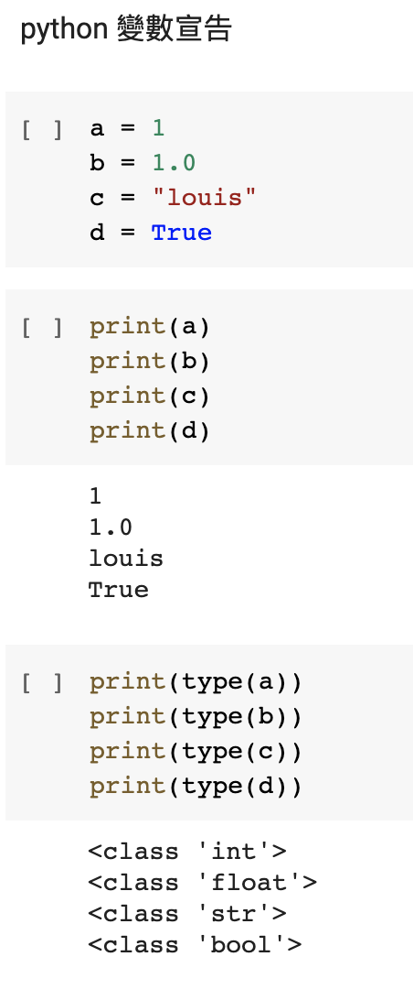 python 變數宣告
[ ] a = 1
b = 1.0
c = "louis"
d = True
[ ] print(a)
print(b)
print(c)
print(d)
1
1.0
louis
True
[ ] print(type(a))
print(type(b))
print(type(c))
print(type(d))
<class 'int'>
<class 'float'>
<class 'str'>
<class 'bool'>